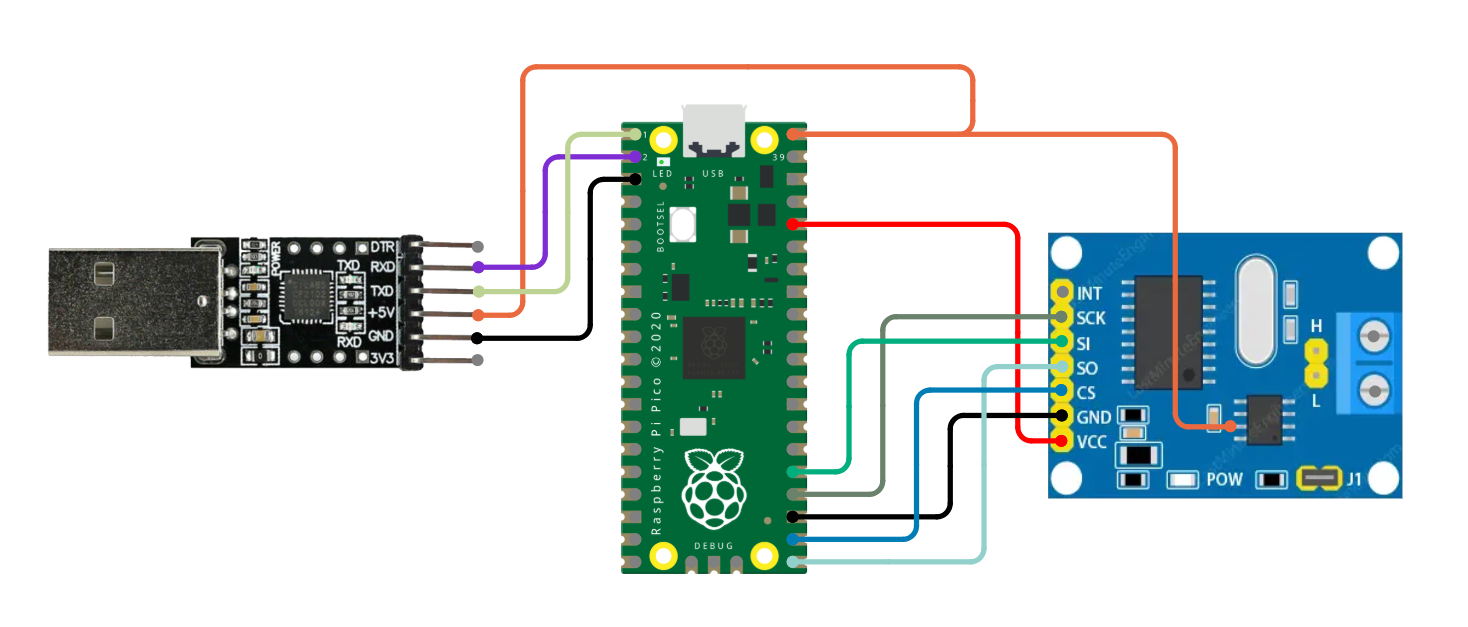 POWER
DTR
TXD
RXD
TXD
+5V
GND
RXD
3V3
1
2
39
LED
USB
BOOTSEL
Raspberry Pi Pico ©2020
DEBUG
INT
SCK
SI
SO
CS
GND
VCC
H
L
POW
J1